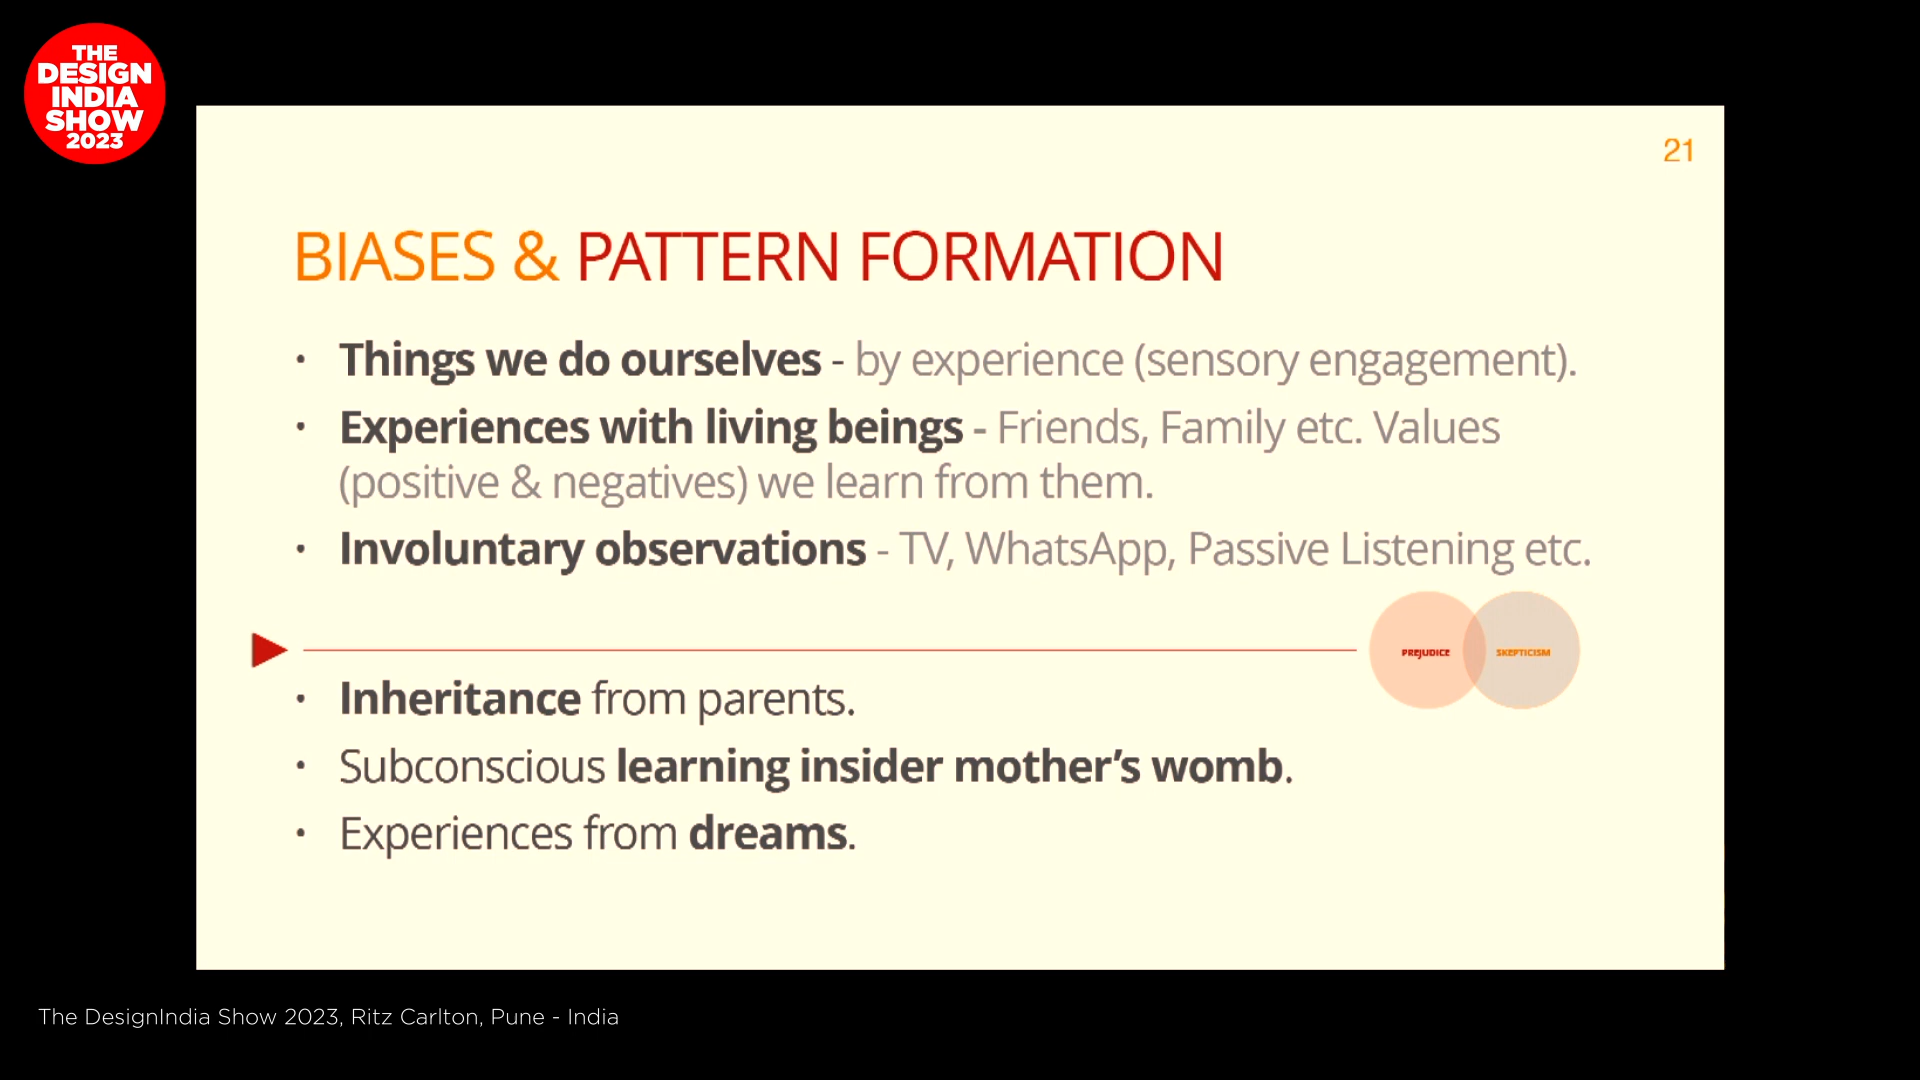 THE
DESIGN
INDIA
SHOW
2023
21
BIASES & PATTERN FORMATION
• Things we do ourselves - by experience (sensory engagement).
• Experiences with living beings - Friends, Family etc. Values
(positive & negatives) we learn from them.
• Involuntary observations - TV, WhatsApp, Passive Listening etc.
PREJUDICE SKEPTICISM
• Inheritance from parents.
• Subconscious learning insider mother’s womb.
• Experiences from dreams.
The DesignIndia Show 2023, Ritz Carlton, Pune - India